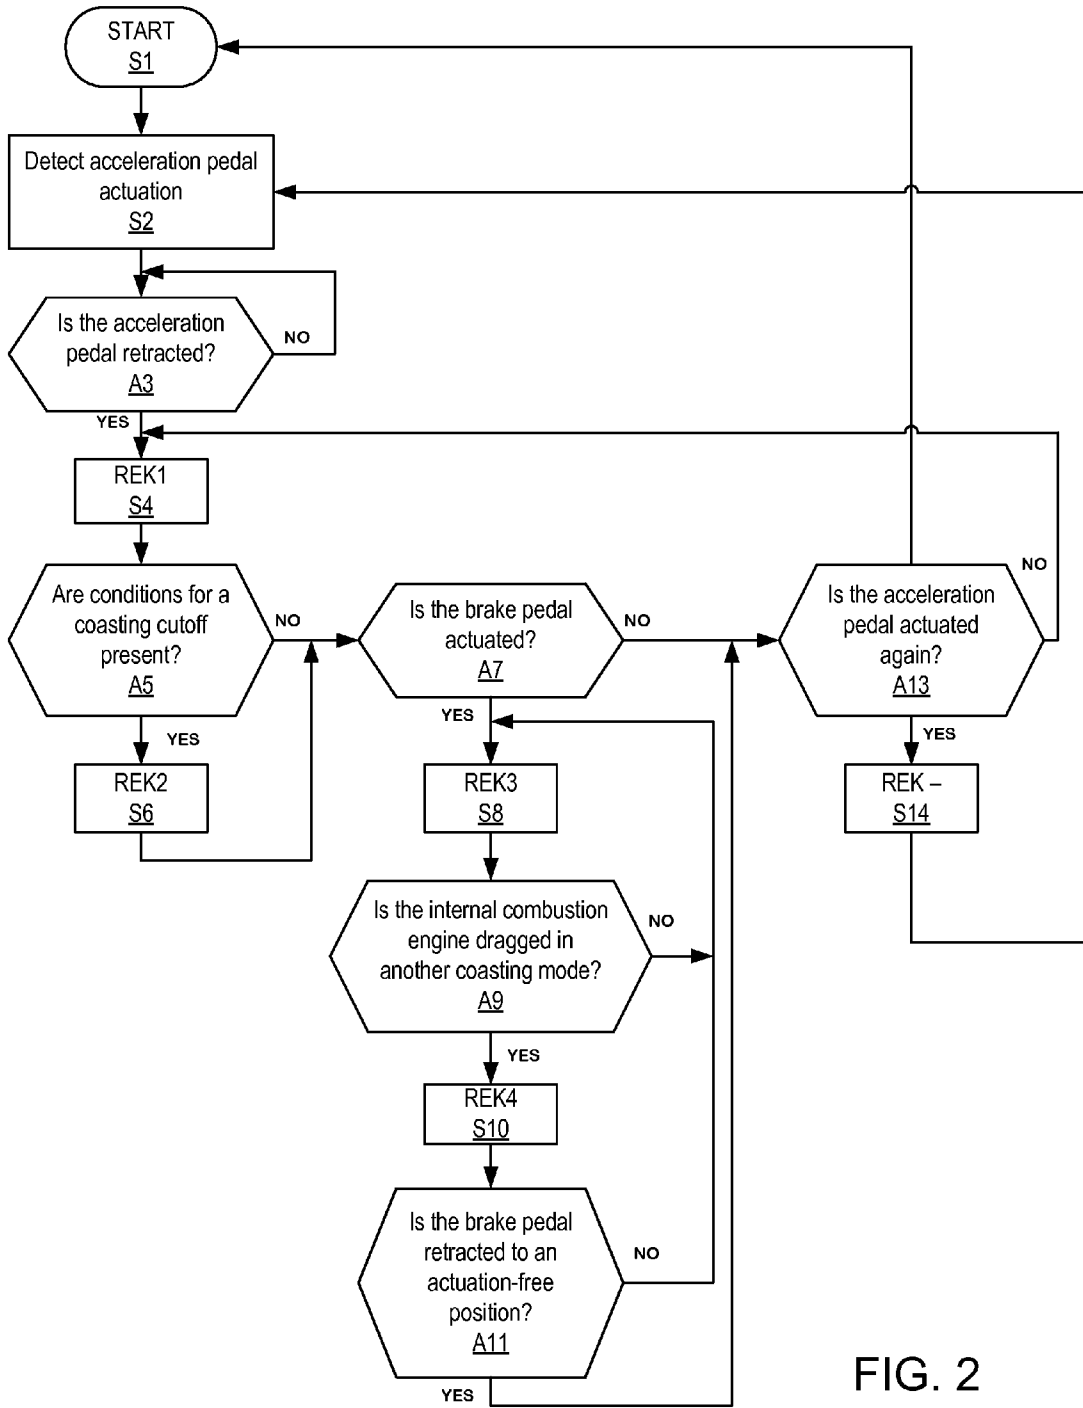 START
S1
Detect acceleration pedal
actuation
S2
Is the acceleration
pedal retracted?
A3
NO
YES
REK1
S4
Are conditions for a
coasting cutoff
present?
A5
NO
YES
REK2
S6
Is the brake pedal
actuated?
A7
NO
YES
REK3
S8
Is the internal combustion
engine dragged in
another coasting mode?
A9
NO
YES
REK4
S10
Is the brake pedal
retracted to an
actuation-free
position?
A11
NO
YES
Is the acceleration
pedal actuated
again?
A13
NO
YES
REK –
S14
FIG. 2